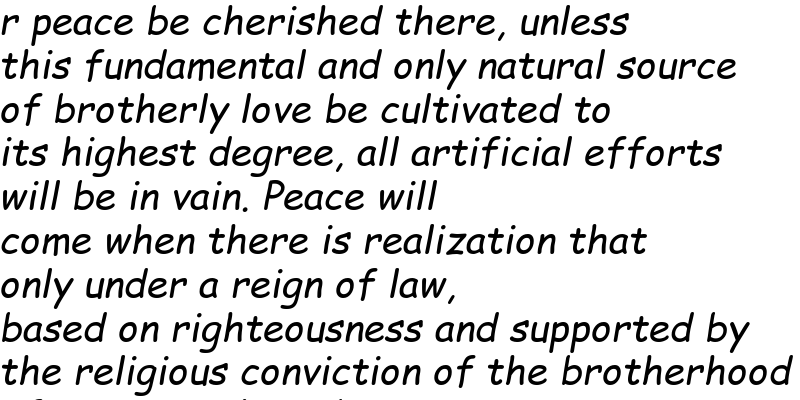 r peace be cherished there, unless
this fundamental and only natural source
of brotherly love be cultivated to
its highest degree, all artificial efforts
will be in vain. Peace will
come when there is realization that
only under a reign of law,
based on righteousness and supported by
the religious conviction of the brotherhood